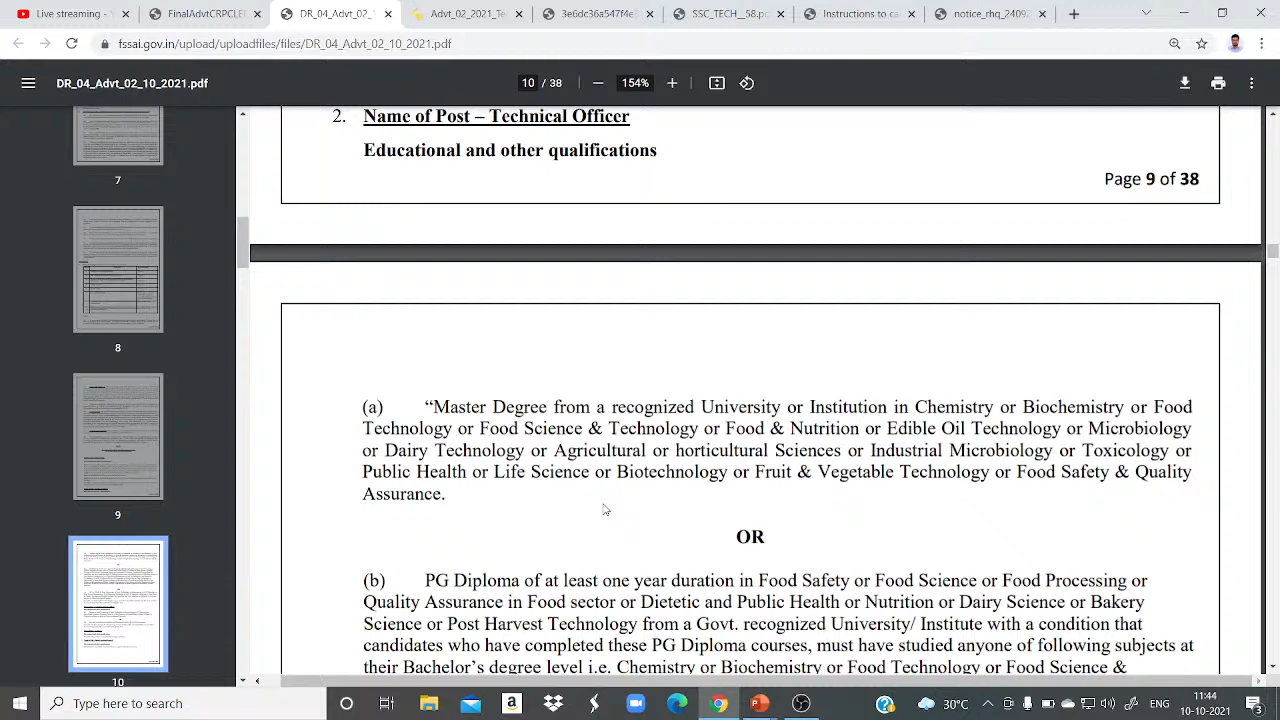 Live streaming - Y
FinalAdvtCRPCLE
DR_04_Advt_02_1
Advt_02_2021_Te
3e6dc36a547f4e
SSC
_58.p
Instructions to ca
notice_rhq_2409
fssai.gov.in/upload/uploadfiles/files/DR_04_Advt_02_10_2021.pdf
DR_04_Advt_02_10_2021.pdf
10 / 38
154%
2. Name of Post – Technical Officer
Educational and other qualifications
Page 9 of 38
7
8
9
10
(a) “Master Degree from a recognized University or Institution in Chemistry or Biochemistry or Food
Technology or Food Science & Technology or Food & Nutrition or Edible Oil Technology or Microbiology
or Dairy Technology or Agricultural or horticultural Sciences or Industrial Microbiology or Toxicology or
Public Health or Life Science or Biotechnology or Fruit & Vegetable Technology or Food Safety & Quality
Assurance.
OR
(b) PG Diploma of at least one year duration in Food Safety or Food Science or Food Processing or
Quality Assurance in Food sector or Dietetic and Public Health or Nutrition or Dairy Science or Bakery
Science or Post Harvest Technology from a Govt. recognized University/ Institute with a condition that
candidates who have completed these PG Diploma courses, must have studied anyone of following subjects at
their Bachelor’s degree level i.e. Chemistry or Biochemistry or Food Technology or Food Science &
Type here to search
30°C
ENG
11:44
10-10-2021